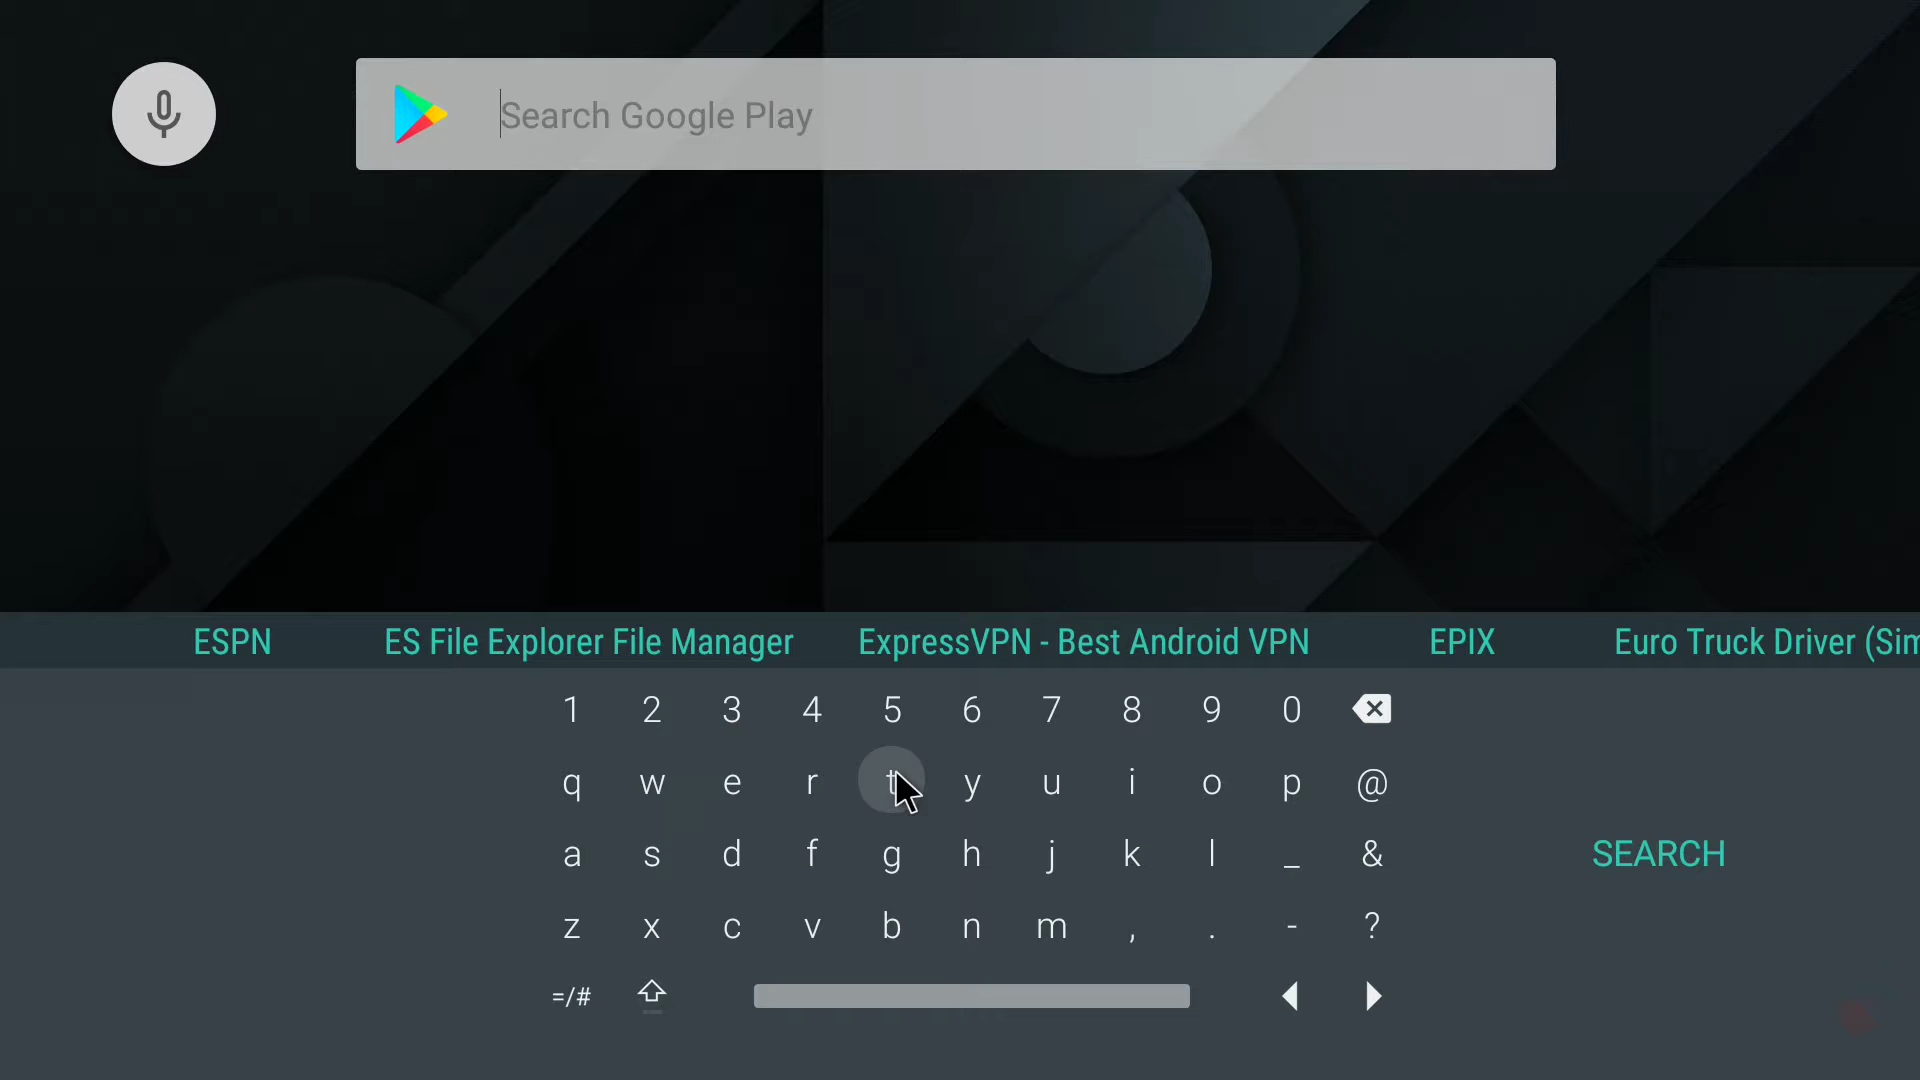 Search Google Play
ESPN ES File Explorer File Manager ExpressVPN - Best Android VPN EPIX Euro Truck Driver (Sim
1 2 3 4 5 6 7 8 9 0
q w e r t y u i o p @
a s d f g h j k l _ & SEARCH
z x c v b n m , . - ?
=/#